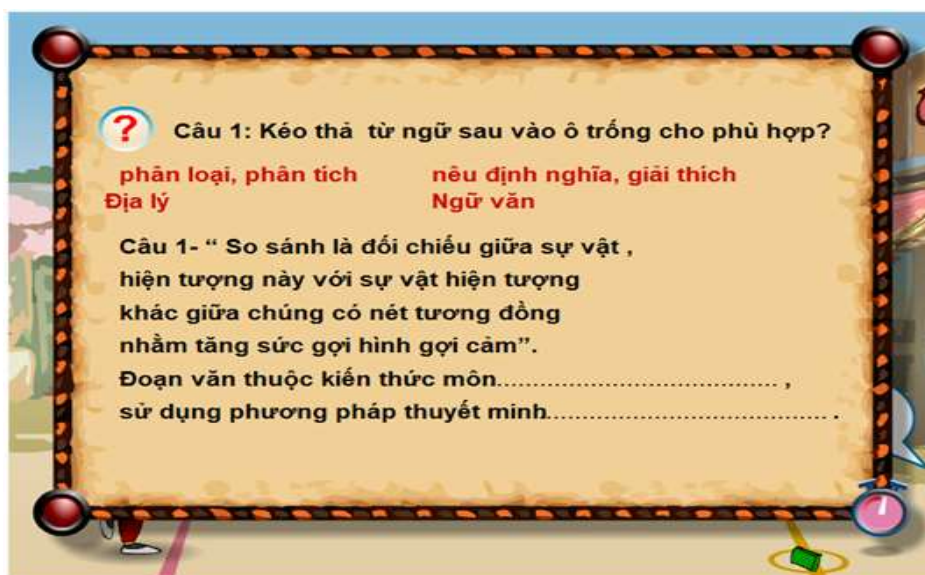 ?
Câu 1: Kéo thả từ ngữ sau vào ô trống cho phù hợp?
phân loại, phân tích nêu định nghĩa, giải thích
Địa lý Ngữ văn
Câu 1- “ So sánh là đối chiếu giữa sự vật ,
hiện tượng này với sự vật hiện tượng
khác giữa chúng có nét tương đồng
nhằm tăng sức gợi hình gợi cảm”.
Đoạn văn thuộc kiến thức môn....................................... ,
sử dụng phương pháp thuyết minh....................................... .